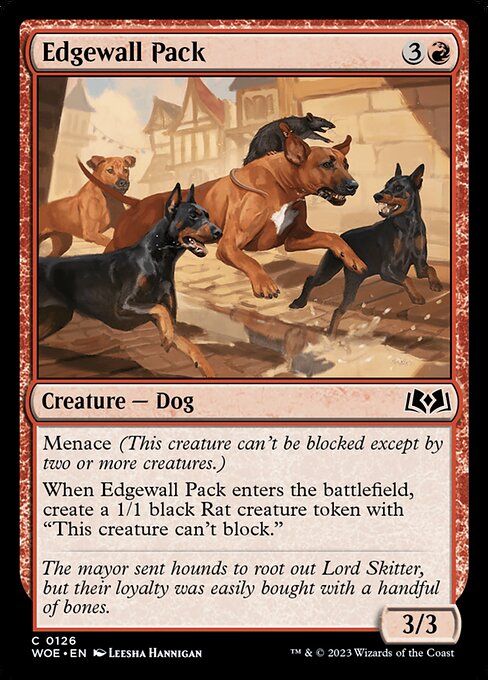 Edgewall Pack 3
Creature — Dog
Menace (This creature can't be blocked except by
two or more creatures.)
When Edgewall Pack enters the battlefield,
create a 1/1 black Rat creature token with
“This creature can't block.”
The mayor sent hounds to root out Lord Skitter,
but their loyalty was easily bought with a handful
of bones.
3/3
C 0126
WOE • EN Leesha Hannigan
™ & © 2023 Wizards of the Coast